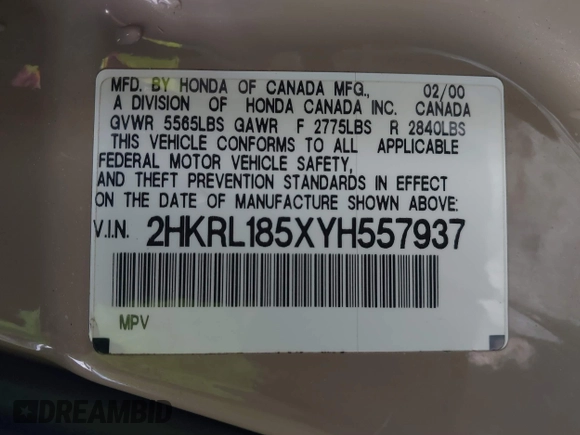 MFD. BY HONDA OF CANADA MFG., 02/00
A DIVISION OF HONDA CANADA INC. CANADA
GVWR 5565LBS GAWR F 2775LBS R 2840LBS
THIS VEHICLE CONFORMS TO ALL APPLICABLE
FEDERAL MOTOR VEHICLE SAFETY,
AND THEFT PREVENTION STANDARDS IN EFFECT
ON THE DATE OF MANUFACTURE SHOWN ABOVE:
V.I.N. 2HKRL185XYH557937
MPV
DREAMBID